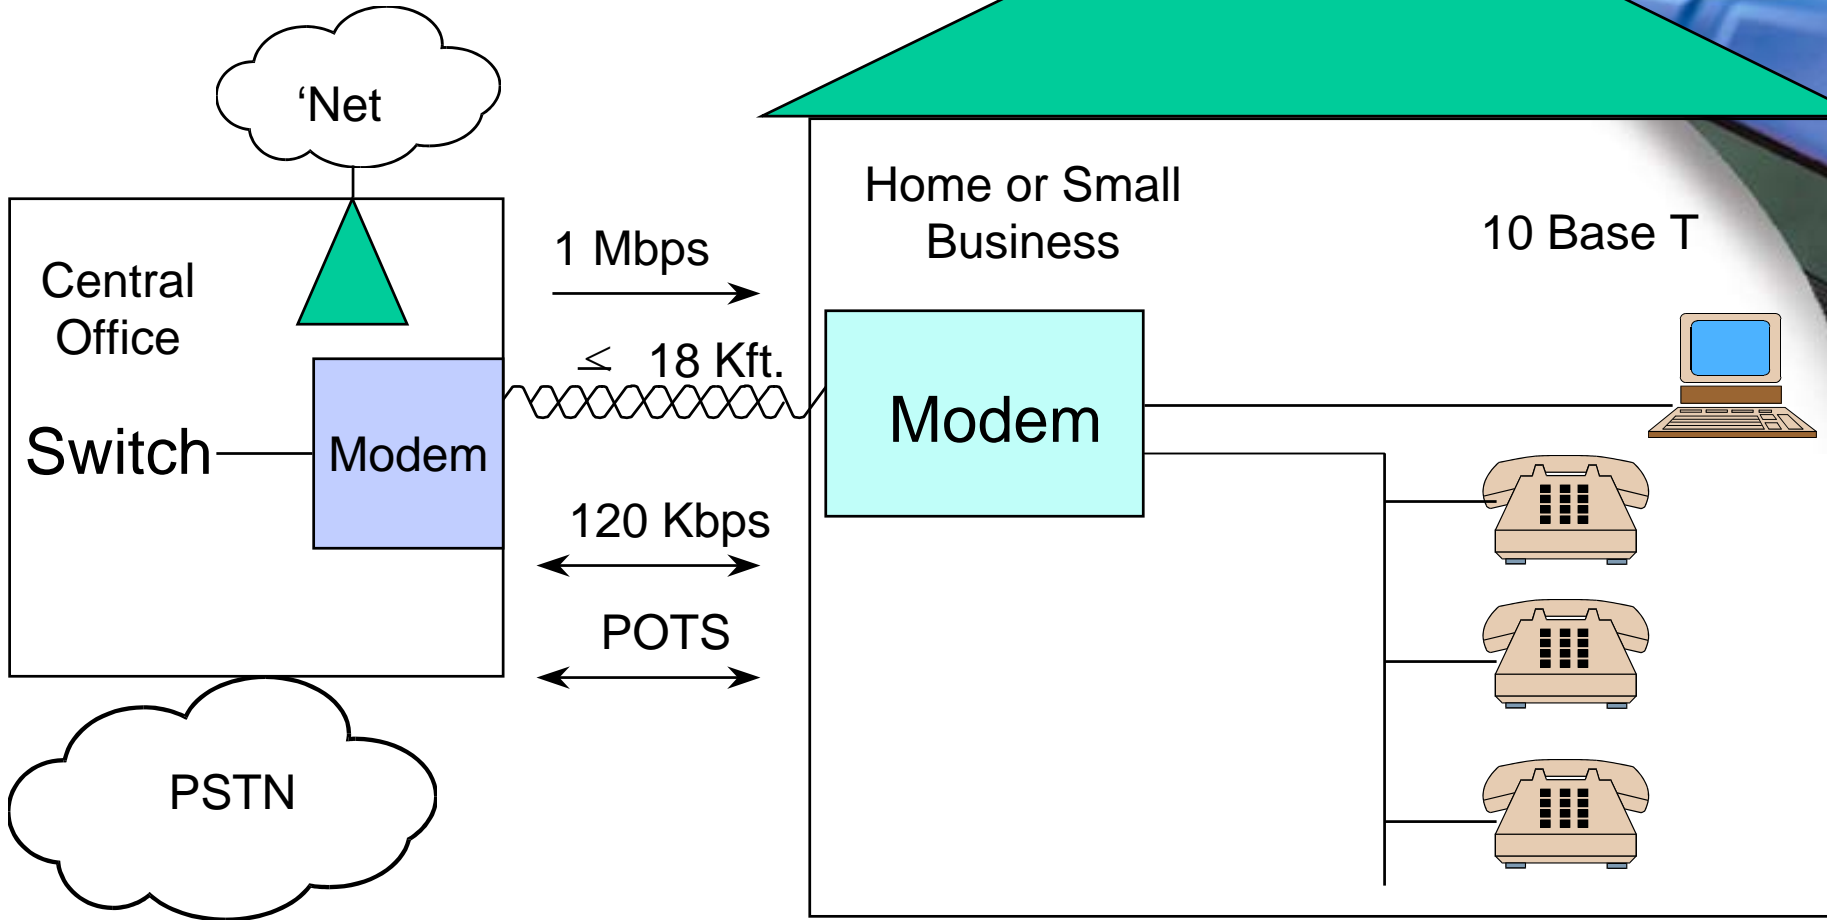 ‘Net
Central
Office
Switch
Modem
1 Mbps
≤ 18 Kft.
120 Kbps
POTS
PSTN
Home or Small
Business
10 Base T
Modem